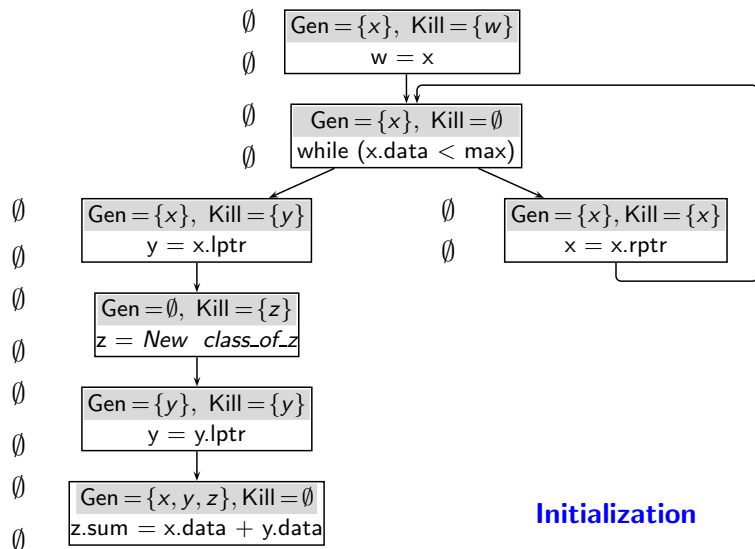 ∅
Gen = {x}, Kill = {w}
∅
w = x
∅
Gen = {x}, Kill = ∅
∅
while (x.data < max)
∅
Gen = {x}, Kill = {y}
∅
y = x.lptr
∅
Gen = {x}, Kill = {x}
∅
x = x.rptr
∅
Gen = ∅, Kill = {z}
∅
z = New class_of_z
∅
Gen = {y}, Kill = {y}
∅
y = y.lptr
∅
Gen = {x, y, z}, Kill = ∅
∅
z.sum = x.data + y.data
Initialization